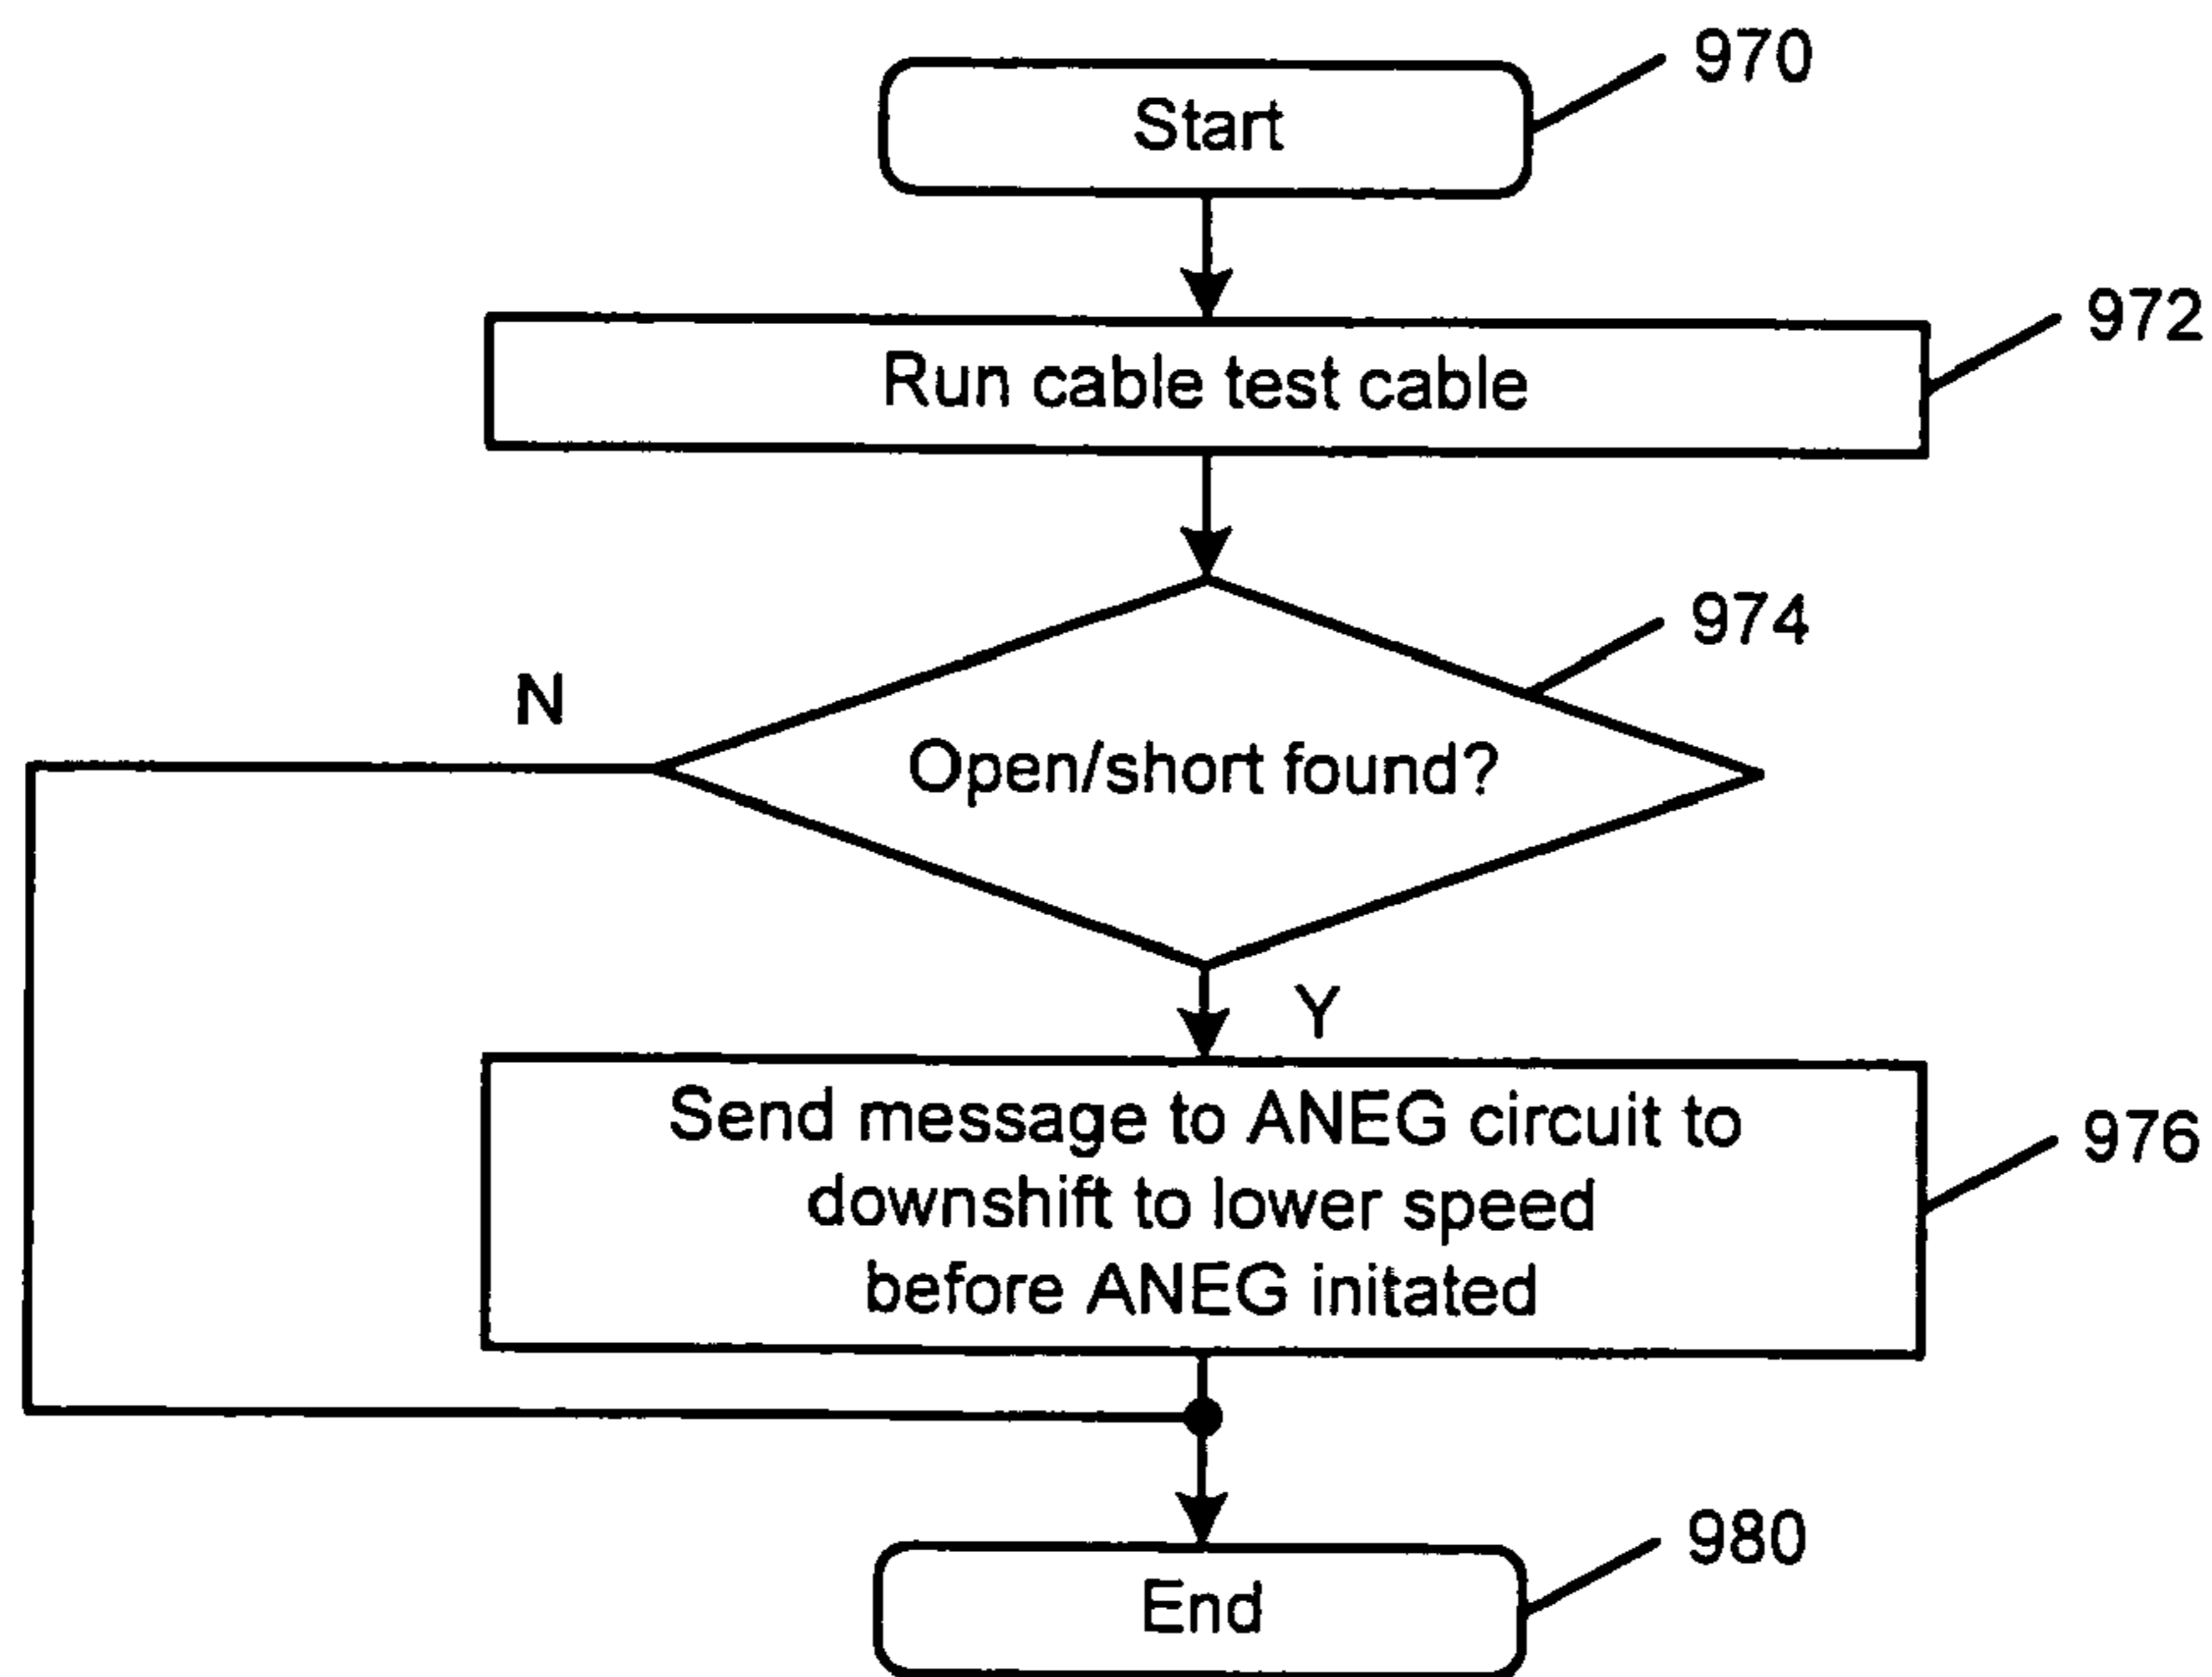 Start
970
Run cable test cable
972
974
N
Open/short found?
Y
Send message to ANEG circuit to
downshift to lower speed
before ANEG initated
976
End
980